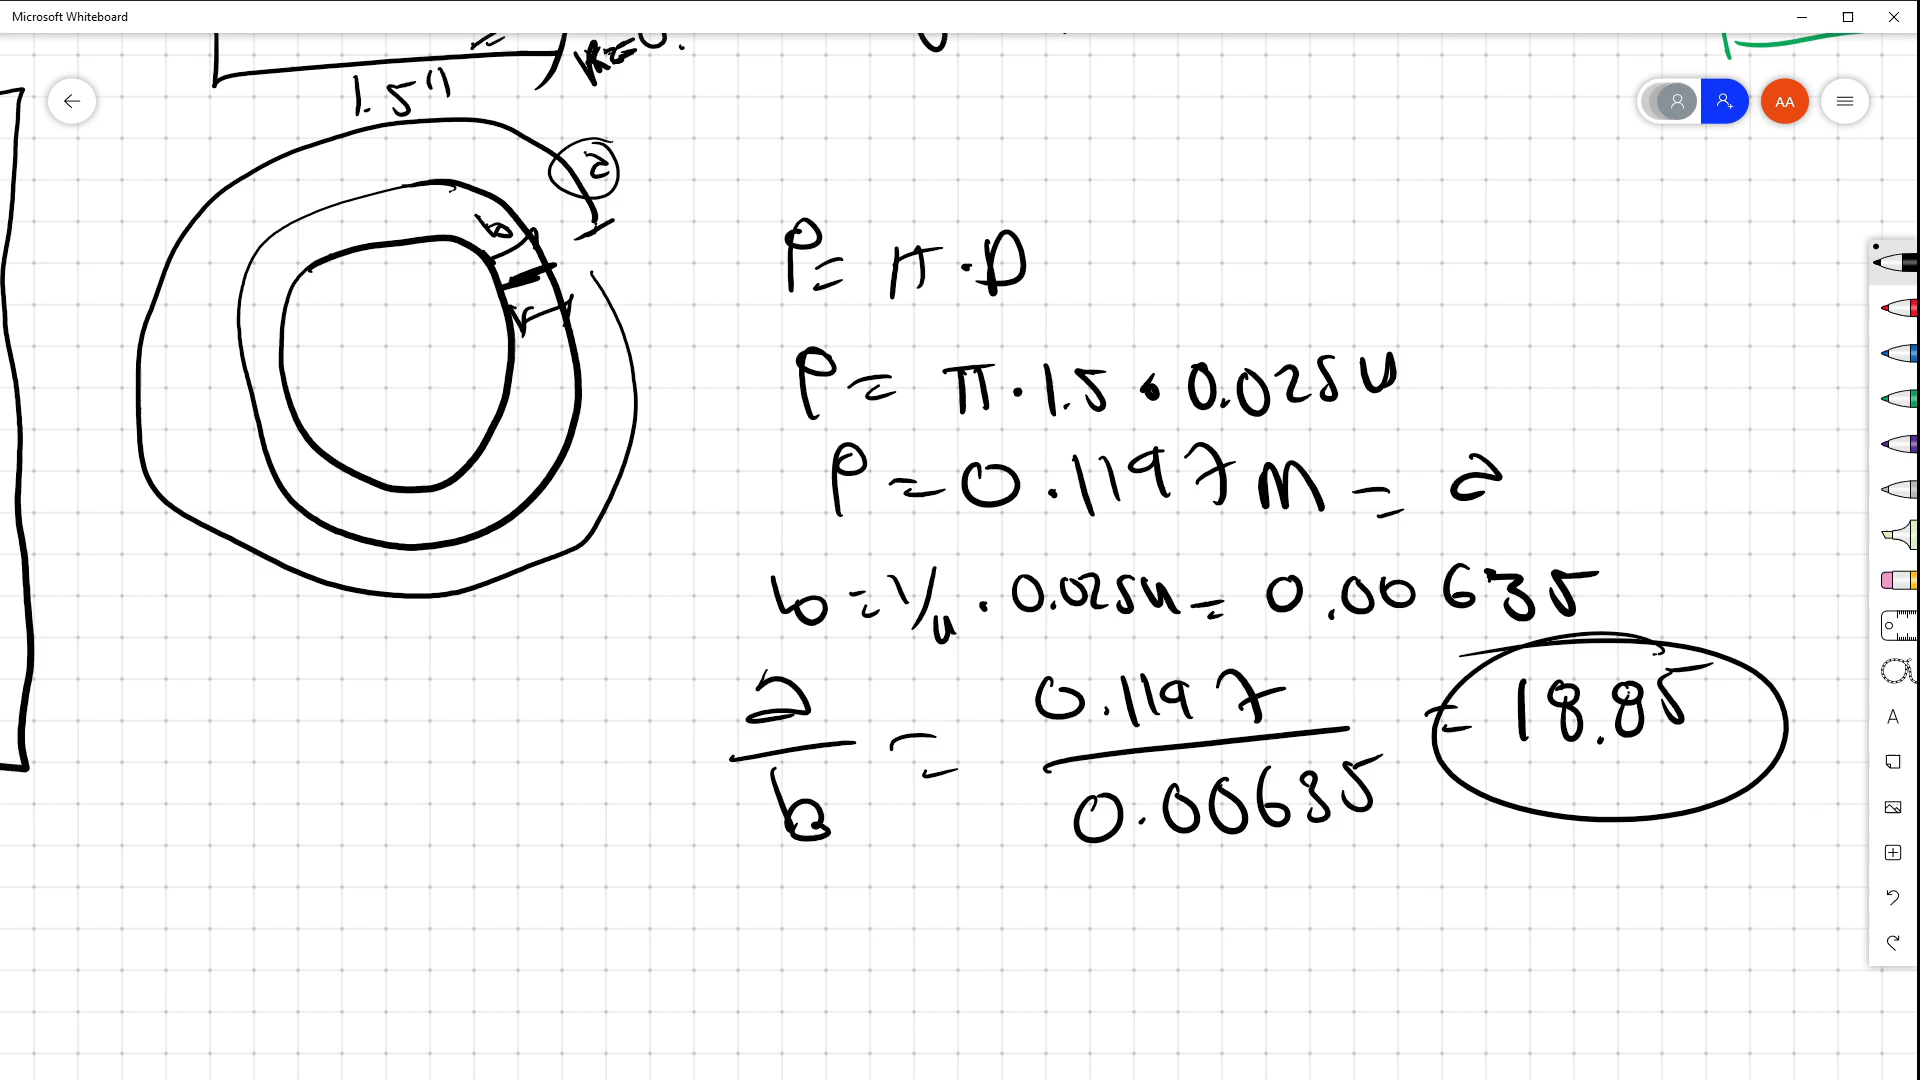 Microsoft Whiteboard
1.5"
AA
a
b
P = π · D
P = π · 1.5 · 0.0254
P = 0.1197 m = a
b = 1/4 · 0.0254 = 0.00635
a/b = 0.1197/0.00635 = 18.85
A